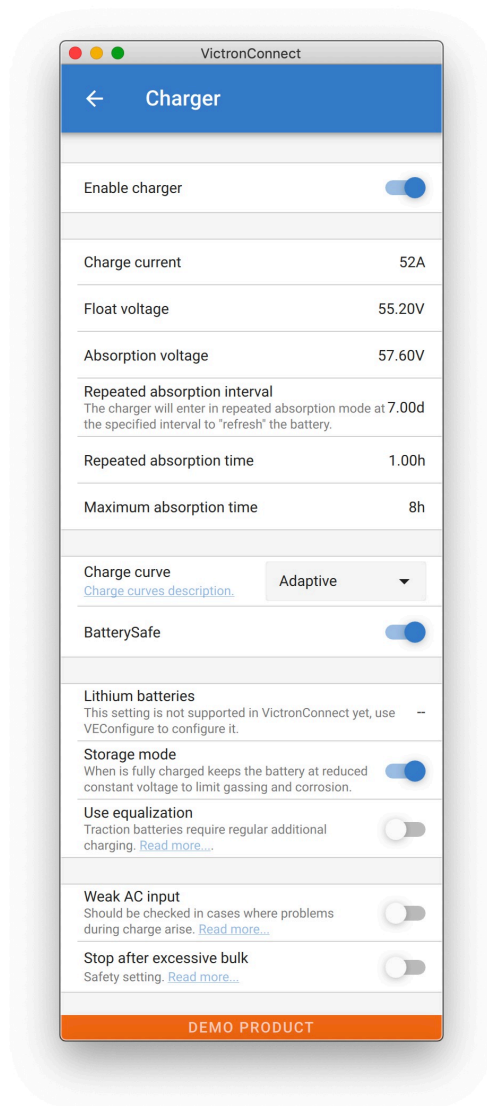 VictronConnect
Charger
Enable charger
Charge current 52A
Float voltage 55.20V
Absorption voltage 57.60V
Repeated absorption interval
The charger will enter in repeated absorption mode at 7.00d
the specified interval to "refresh" the battery.
Repeated absorption time 1.00h
Maximum absorption time 8h
Charge curve
Adaptive
Charge curves description.
BatterySafe
Lithium batteries
This setting is not supported in VictronConnect yet, use --
VEConfigure to configure it.
Storage mode
When is fully charged keeps the battery at reduced
constant voltage to limit gassing and corrosion.
Use equalization
Traction batteries require regular additional
charging. Read more....
Weak AC input
Should be checked in cases where problems
during charge arise. Read more...
Stop after excessive bulk
Safety setting. Read more...
DEMO PRODUCT